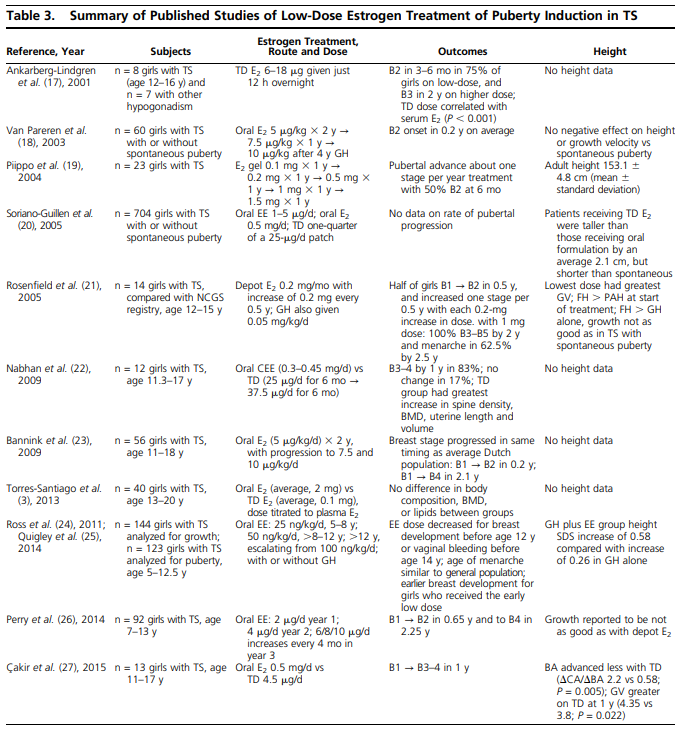 Table 3. Summary of Published Studies of Low-Dose Estrogen Treatment of Puberty Induction in TS
Reference, Year Subjects Estrogen Treatment, Route and Dose Outcomes Height
Ankarberg-Lindgren n = 8 girls with TS TD E2 6–18 μg given just B2 in 3–6 mo in 75% of No height data
et al. (17), 2001 (age 12–16 y) and 12 h overnight girls on low-dose, and
n = 7 with other B3 in 2 y on higher dose;
hypogonadism TD dose correlated with
serum E2 (P < 0.001)
Van Pareren et al. n = 60 girls with TS Oral E2 5 μg/kg × 2 y → B2 onset in 0.2 y on average No negative effect on height
(18), 2003 with or without 7.5 μg/kg × 1 y → or growth velocity vs
spontaneous puberty 10 μg/kg after 4 y GH spontaneous puberty
Piippo et al. (19), n = 23 girls with TS E2 gel 0.1 mg × 1 y → Pubertal advance about one Adult height 153.1 ±
2004 0.2 mg × 1 y → 0.5 mg × stage per year treatment 4.8 cm (mean ±
1 y → 1 mg × 1 y → with 50% B2 at 6 mo standard deviation)
1.5 mg × 1 y
Soriano-Guillen et al. n = 704 girls with TS Oral EE 1–5 μg/d; oral E2 No data on rate of pubertal Patients receiving TD E2
(20), 2005 with or without 0.5 mg/d; TD one-quarter progression were taller than
spontaneous puberty of a 25-μg/d patch those receiving oral
formulation by an
average 2.1 cm, but
shorter than spontaneous
Rosenfield et al. (21), n = 14 girls with TS, Depot E2 0.2 mg/mo with Half of girls B1 → B2 in 0.5 y, Lowest dose had greatest
2005 compared with NCGS increase of 0.2 mg every and increased one stage per GV; FH > PAH at start
registry, age 12–15 y 0.5 y; GH also given 0.5 y with each 0.2-mg of treatment; FH > GH
0.05 mg/kg/d increase in dose. with 1 mg alone, growth not as
dose: 100% B3–B5 by 2 y good as in TS with
and menarche in 62.5% spontaneous puberty
by 2.5 y
Nabhan et al. (22), n = 12 girls with TS, Oral CEE (0.3–0.45 mg/d) vs B3–4 by 1 y in 83%; no No height data
2009 age 11.3–17 y TD (25 μg/d for 6 mo → change in 17%; TD
37.5 μg/d for 6 mo) group had greatest
increase in spine density,
BMD, uterine length and
volume
Bannink et al. (23), n = 56 girls with TS, Oral E2 (5 μg/kg/d) × 2 y, Breast stage progressed in same No height data
2009 age 11–18 y with progression to 7.5 and timing as average Dutch
10 μg/kg/d population: B1 → B2 in 0.2 y;
B1 → B4 in 2.1 y
Torres-Santiago et al. n = 40 girls with TS, Oral E2 (average, 2 mg) vs No difference in body No height data
(3), 2013 age 13–20 y TD E2 (average, 0.1 mg), composition, BMD,
dose titrated to plasma E2 or lipids between groups
Ross et al. (24), 2011; n = 144 girls with TS Oral EE: 25 ng/kg/d, 5–8 y; EE dose decreased for breast GH plus EE group height
Quigley et al. (25), analyzed for growth; 50 ng/kg/d, >8–12 y; >12 y, development before age 12 y SDS increase of 0.58
2014 n = 123 girls with TS escalating from 100 ng/kg/d; or vaginal bleeding before compared with increase
analyzed for puberty, with or without GH age 14 y; age of menarche of 0.26 in GH alone
age 5–12.5 y similar to general population;
earlier breast development for
girls who received the early
low dose
Perry et al. (26), 2014 n = 92 girls with TS, age Oral EE: 2 μg/d year 1; B1 → B2 in 0.65 y and to B4 in Growth reported to be not
7–13 y 4 μg/d year 2; 6/8/10 μg/d 2.25 y as good as with depot E2
increases every 4 mo in
year 3
Çakir et al. (27), 2015 n = 13 girls with TS, age Oral E2 0.5 mg/d vs B1 → B3–4 in 1 y BA advanced less with TD
11–17 y TD 4.5 μg/d (ΔCA/ΔBA 2.2 vs 0.58;
P = 0.005); GV greater
on TD at 1 y (4.35 vs
3.8; P = 0.022)